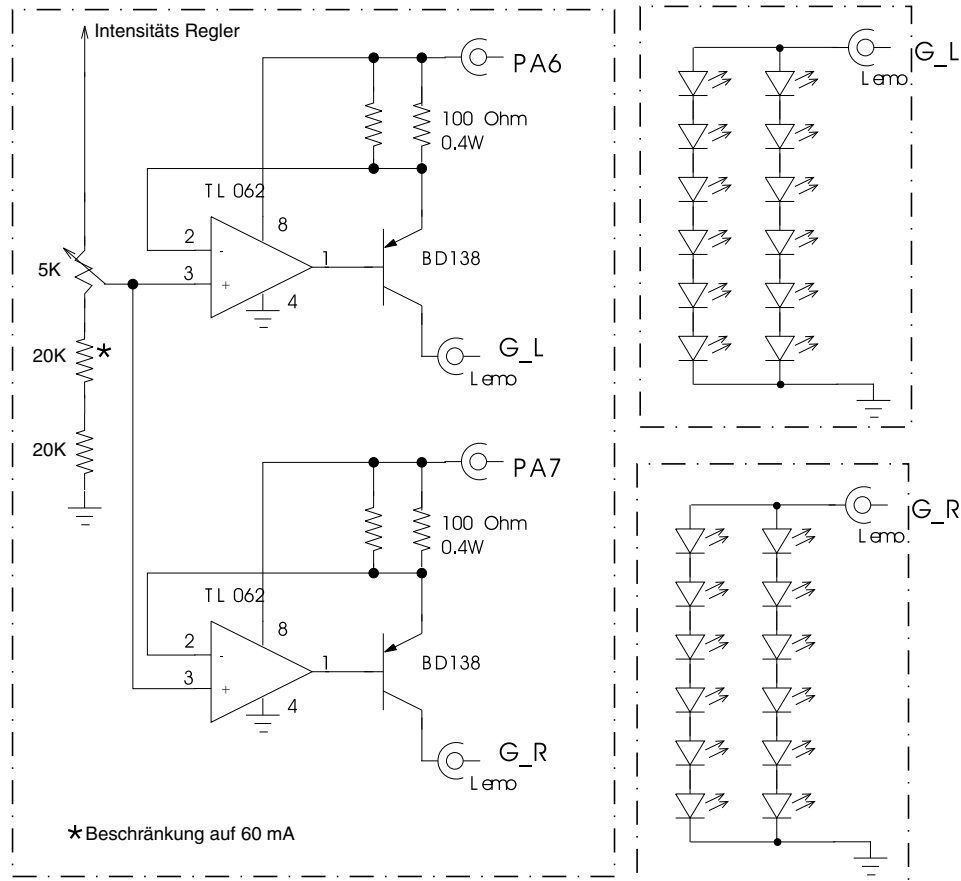 Intensitäts Regler
PA6
100 Ohm
0.4W
TL 062
8
2
-
1
BD138
5K
3
+
4
20K *
G_L
Lemo
20K
PA7
100 Ohm
0.4W
TL 062
8
2
-
1
BD138
3
+
4
G_R
Lemo
* Beschränkung auf 60 mA
G_L
Lemo
G_R
Lemo